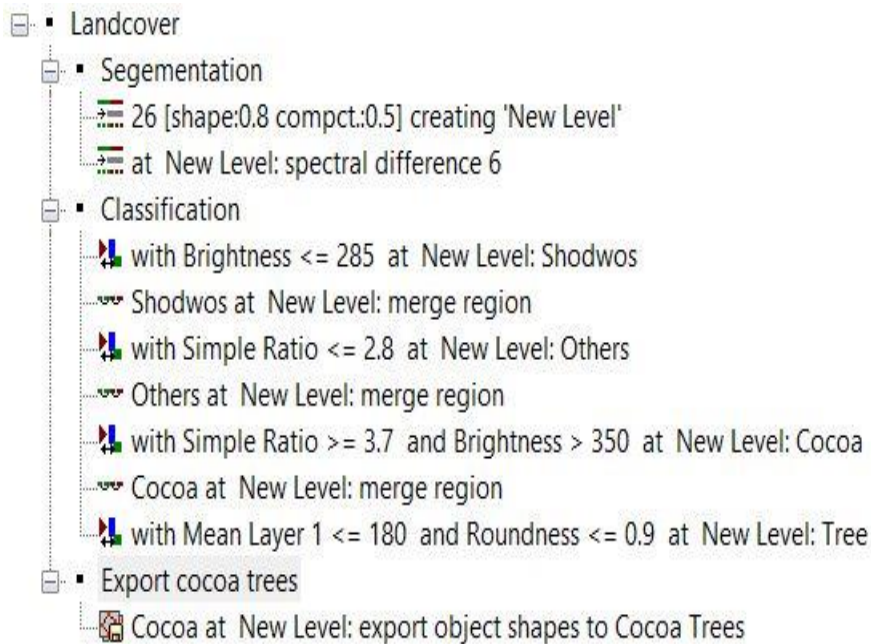 Landcover
Segementation
26 [shape:0.8 compct.:0.5] creating 'New Level'
at New Level: spectral difference 6
Classification
with Brightness <= 285 at New Level: Shodwos
Shodwos at New Level: merge region
with Simple Ratio <= 2.8 at New Level: Others
Others at New Level: merge region
with Simple Ratio >= 3.7 and Brightness > 350 at New Level: Cocoa
Cocoa at New Level: merge region
with Mean Layer 1 <= 180 and Roundness <= 0.9 at New Level: Tree
Export cocoa trees
Cocoa at New Level: export object shapes to Cocoa Trees